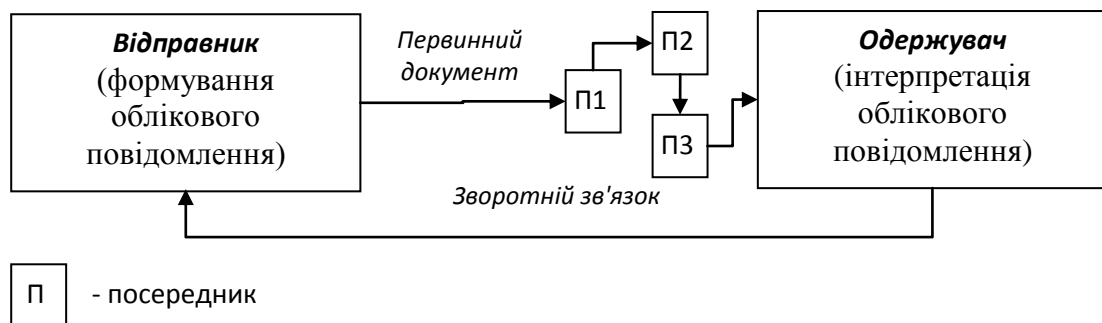 Відправник
(формування
облікового
повідомлення)
Первинний
документ
П1
П2
П3
Одержувач
(інтерпретація
облікового
повідомлення)
Зворотній зв'язок
П - посередник